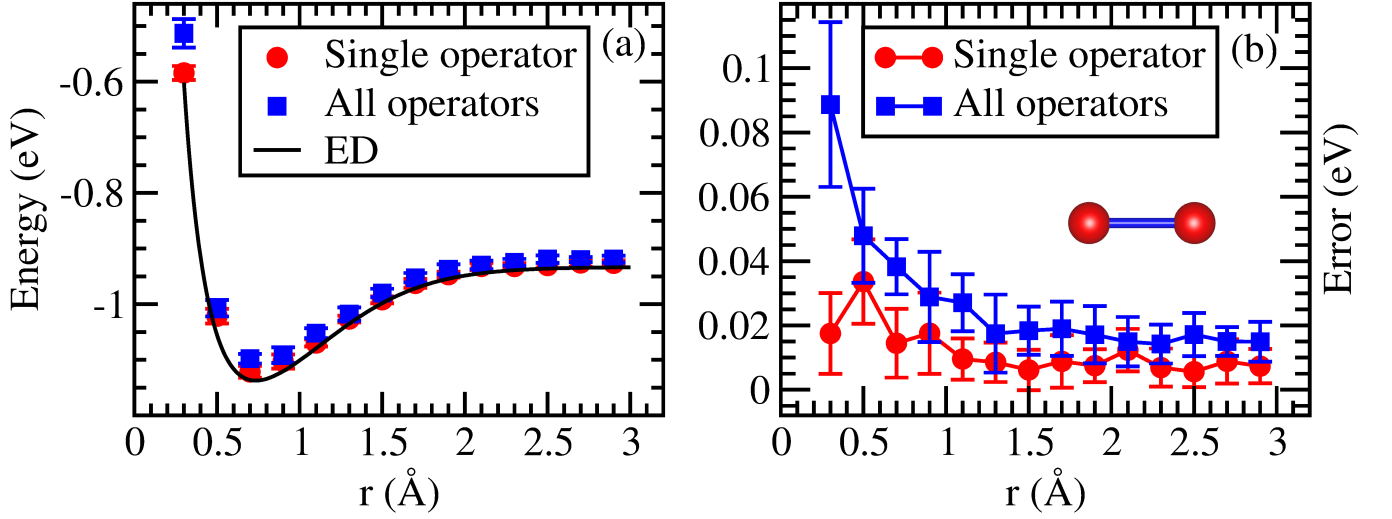 (a)
Single operator
All operators
ED
Energy (eV)
-0.6
-0.8
-1
0 0.5 1 1.5 2 2.5 3
r (Å)
(b)
Single operator
All operators
0.1
0.08
0.06
0.04
0.02
0
Error (eV)
0 0.5 1 1.5 2 2.5 3
r (Å)